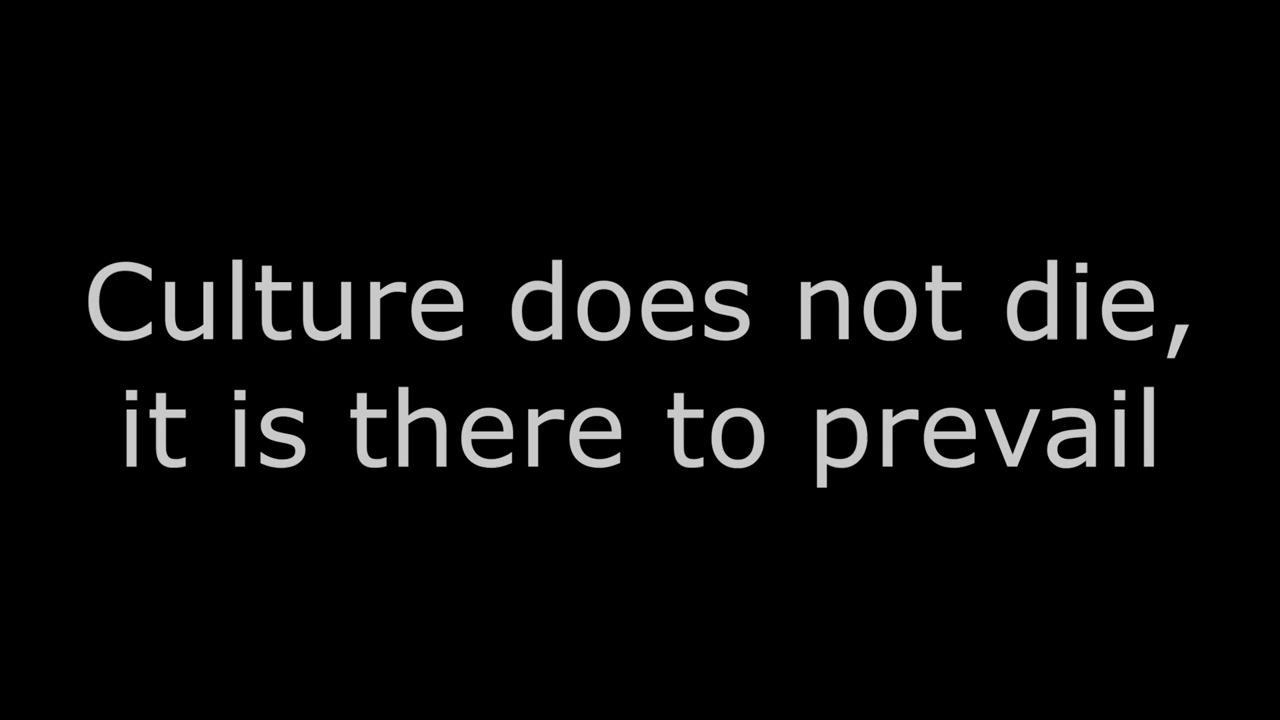 Culture does not die,
it is there to prevail